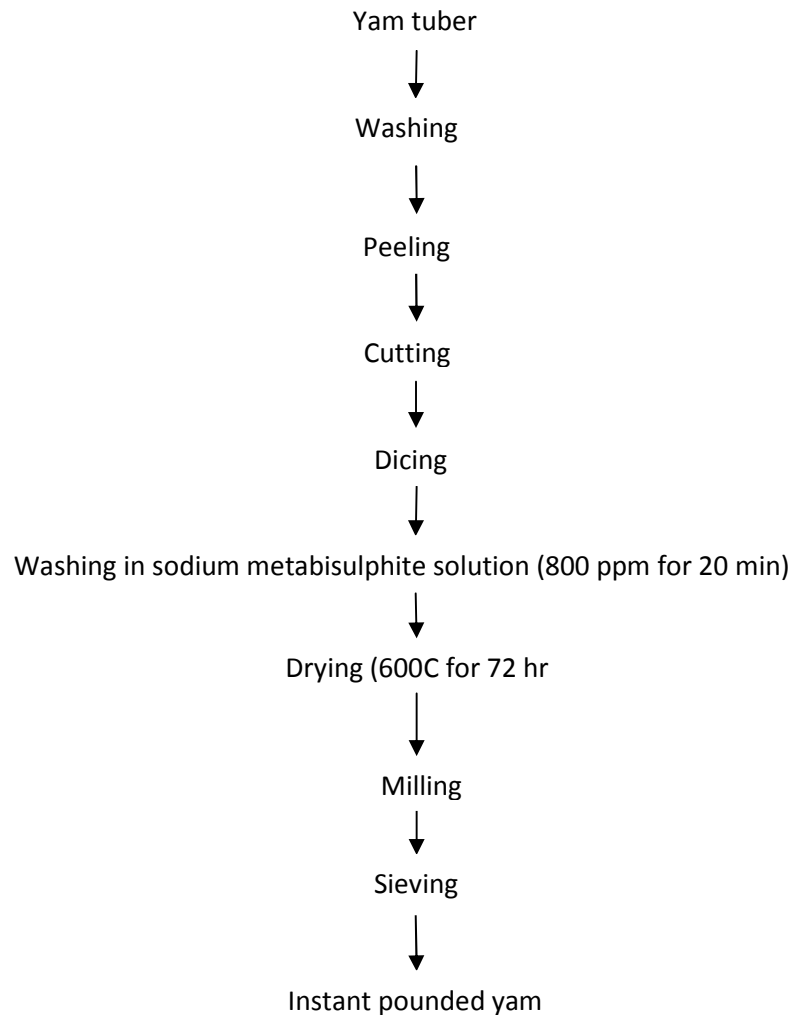 Yam tuber
Washing
Peeling
Cutting
Dicing
Washing in sodium metabisulphite solution (800 ppm for 20 min)
Drying (600C for 72 hr
Milling
Sieving
Instant pounded yam